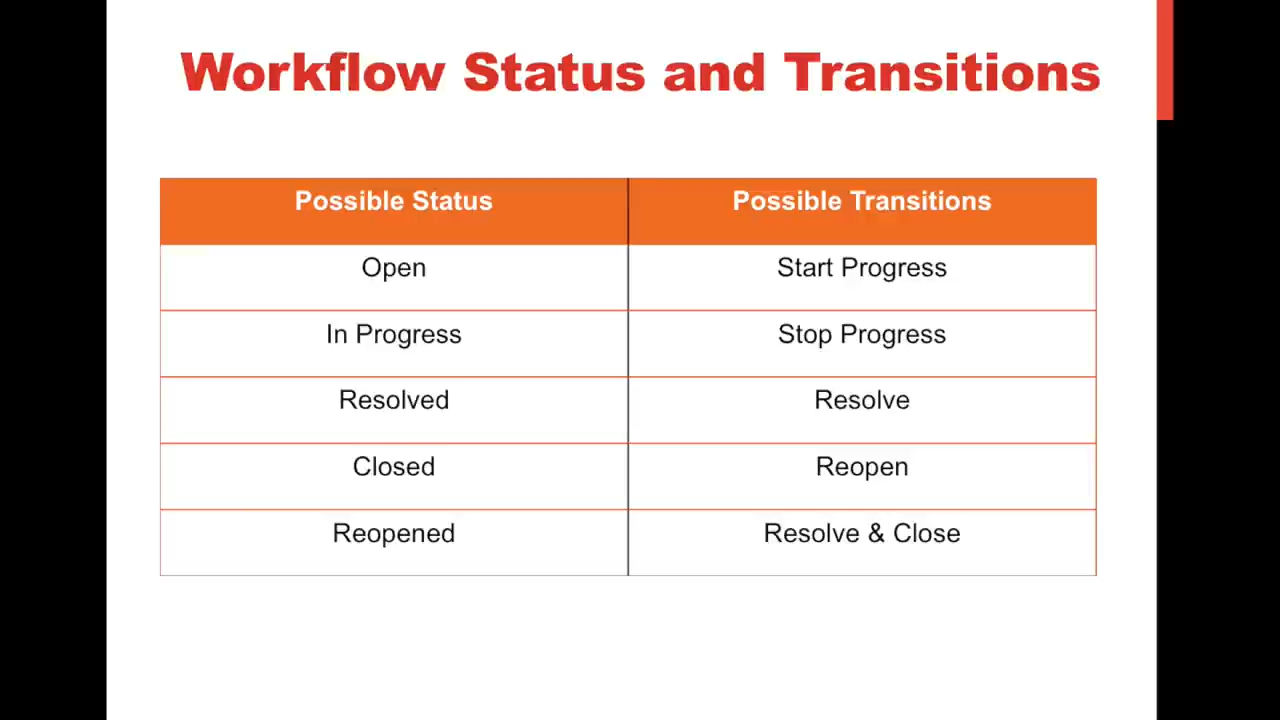 Workflow Status and Transitions
Possible Status Possible Transitions
Open Start Progress
In Progress Stop Progress
Resolved Resolve
Closed Reopen
Reopened Resolve & Close